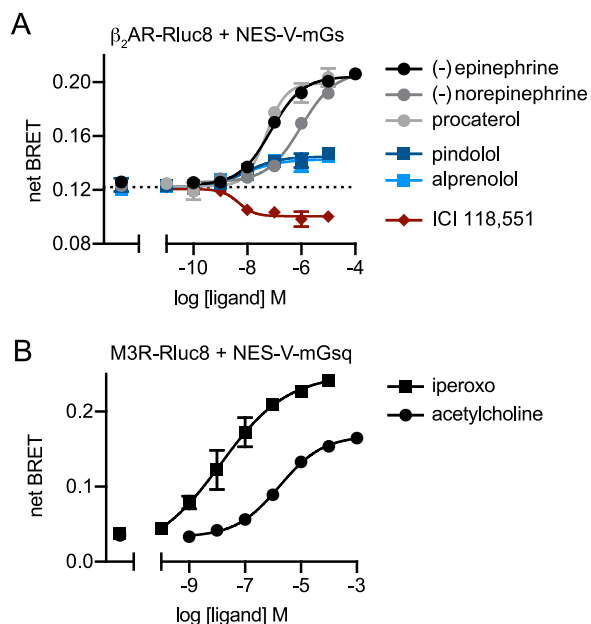 A
β₂AR-Rluc8 + NES-V-mGs
0.20
0.16
0.12
0.08
net BRET
-10
-8
-6
-4
log [ligand] M
(-) epinephrine
(-) norepinephrine
procaterol
pindolol
alprenolol
ICI 118,551
B
M3R-Rluc8 + NES-V-mGsq
0.2
0.1
0.0
net BRET
-9
-7
-5
-3
log [ligand] M
iperoxo
acetylcholine